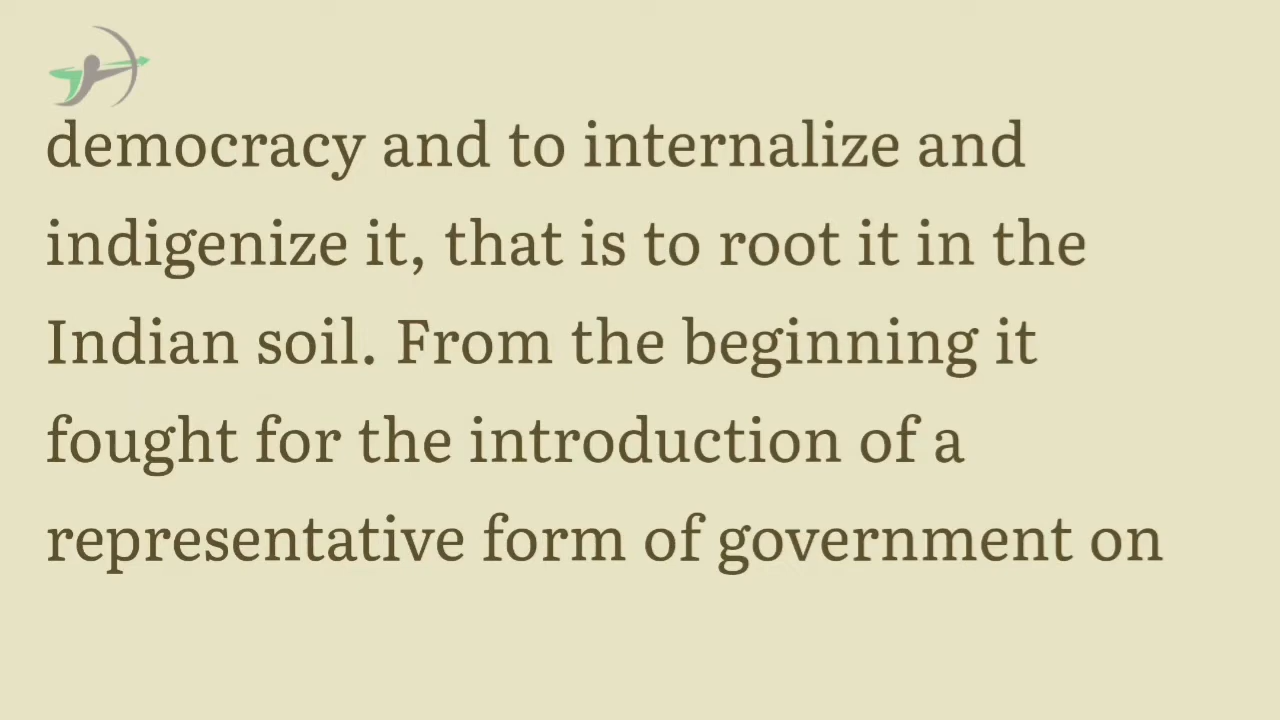 democracy and to internalize and
indigenize it, that is to root it in the
Indian soil. From the beginning it
fought for the introduction of a
representative form of government on